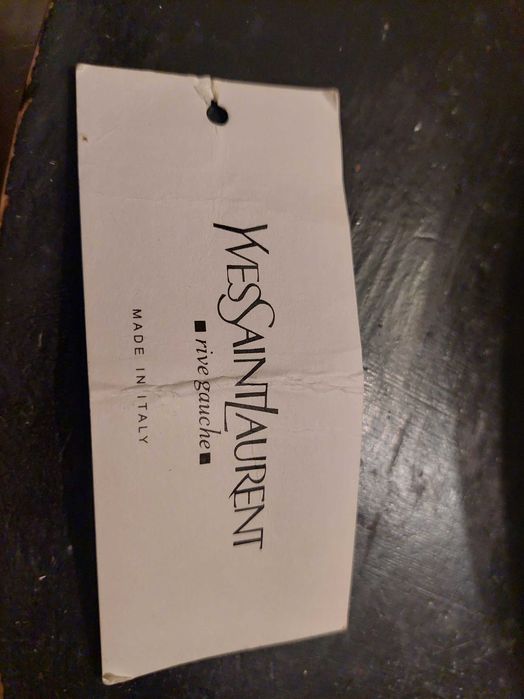 YVESSAINTLAURENT
rive gauche
MADE IN ITALY